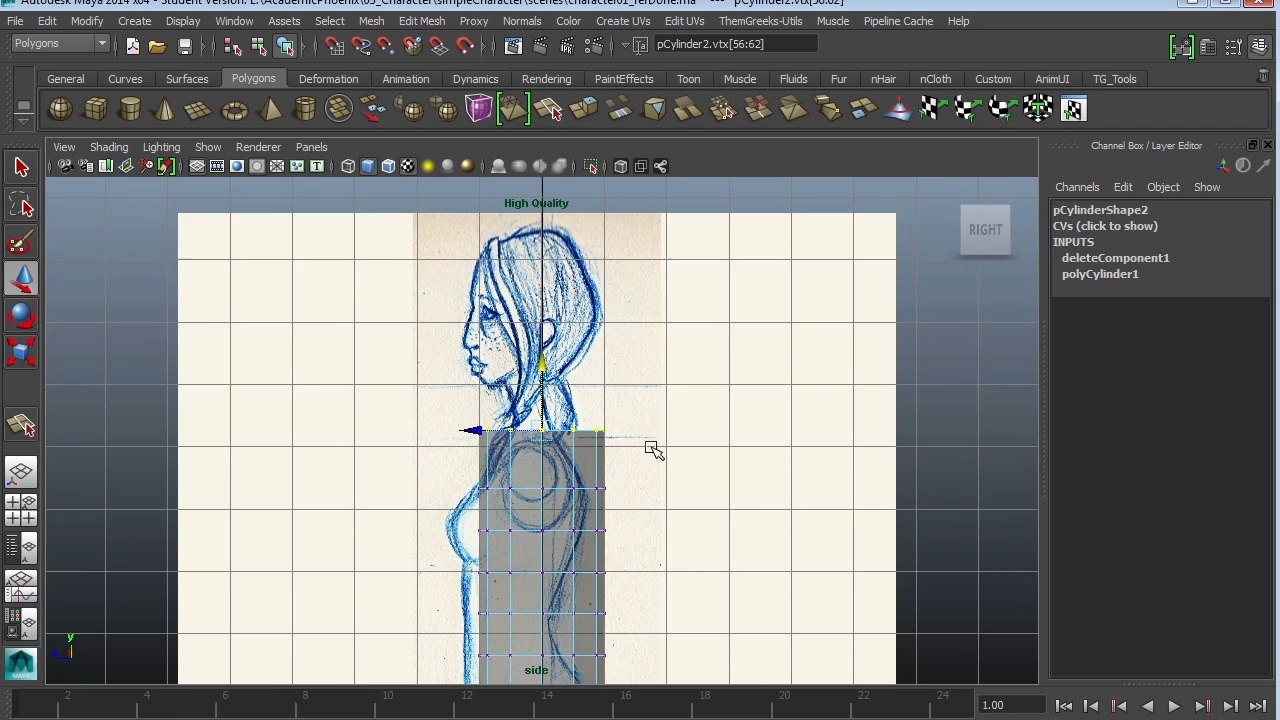 Maya 2014 x64 - Student Version: E:\AcademicPhoenix\05_Character\simpleCharacter\scenes\character01_refDone.ma --- pCylinder2.vtx[56:62]
File Edit Modify Create Display Window Assets Select Mesh Edit Mesh Proxy Normals Color Create UVs Edit UVs ThemGreeks-Utils Muscle Pipeline Cache Help
Polygons pCylinder2.vtx[56:62]
General Curves Surfaces Polygons Deformation Animation Dynamics Rendering PaintEffects Toon Muscle Fluids Fur nHair nCloth Custom AnimUI TG_Tools
View Shading Lighting Show Renderer Panels
Channel Box / Layer Editor
Channels Edit Object Show
High Quality
RIGHT
pCylinderShape2
CVs (click to show)
INPUTS
deleteComponent1
polyCylinder1
y
z
side
2 4 6 8 10 12 14 16 18 20 22 24
1.00